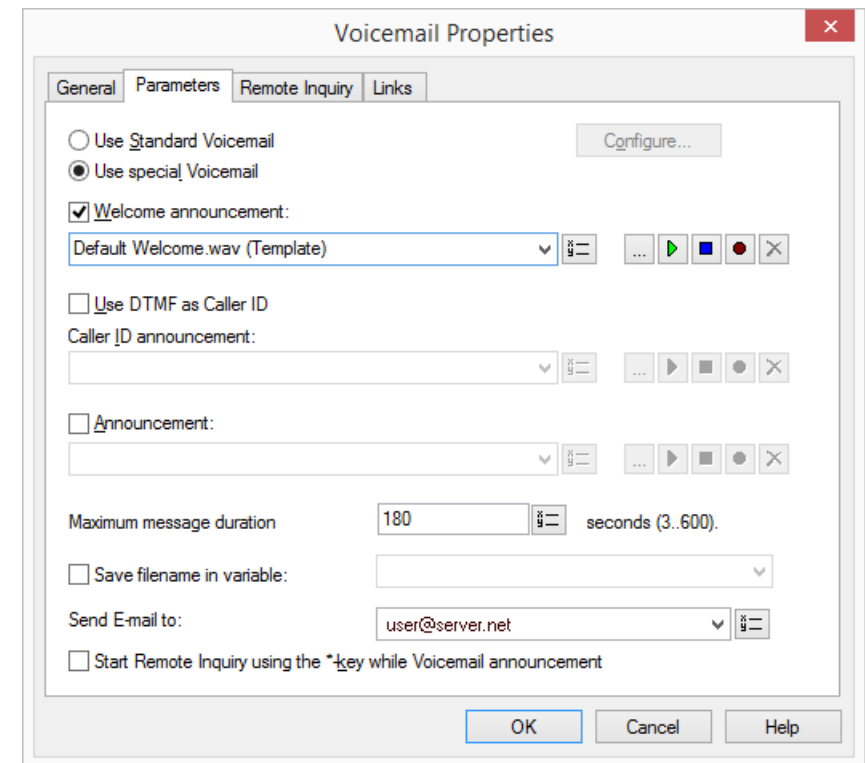 Voicemail Properties
General Parameters Remote Inquiry Links
Use Standard Voicemail Configure...
Use special Voicemail
Welcome announcement:
Default Welcome.wav (Template) ...
Use DTMF as Caller ID
Caller ID announcement:
...
Announcement:
...
Maximum message duration 180 seconds (3..600).
Save filename in variable:
Send E-mail to: user@server.net
Start Remote Inquiry using the *-key while Voicemail announcement
OK Cancel Help